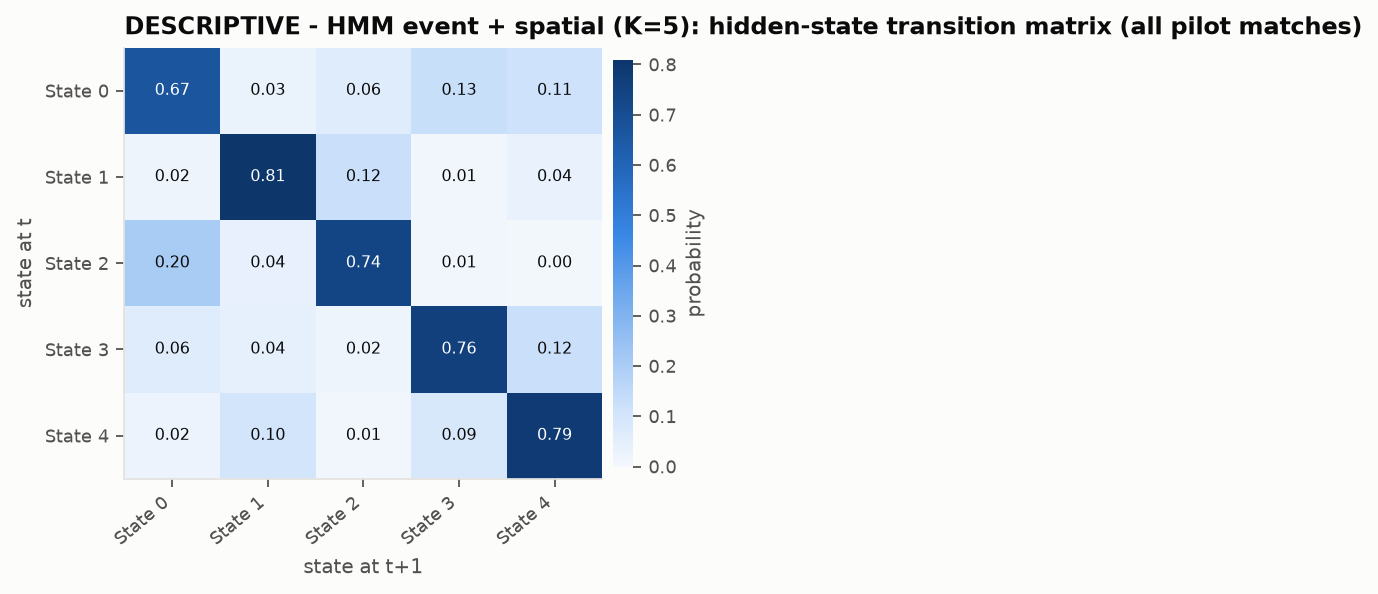 DESCRIPTIVE - HMM event + spatial (K=5): hidden-state transition matrix (all pilot matches)
state at t
State 0 0.67 0.03 0.06 0.13 0.11
State 1 0.02 0.81 0.12 0.01 0.04
State 2 0.20 0.04 0.74 0.01 0.00
State 3 0.06 0.04 0.02 0.76 0.12
State 4 0.02 0.10 0.01 0.09 0.79
State 0 State 1 State 2 State 3 State 4
state at t+1
0.8
0.7
0.6
0.5
0.4
0.3
0.2
0.1
0.0
probability